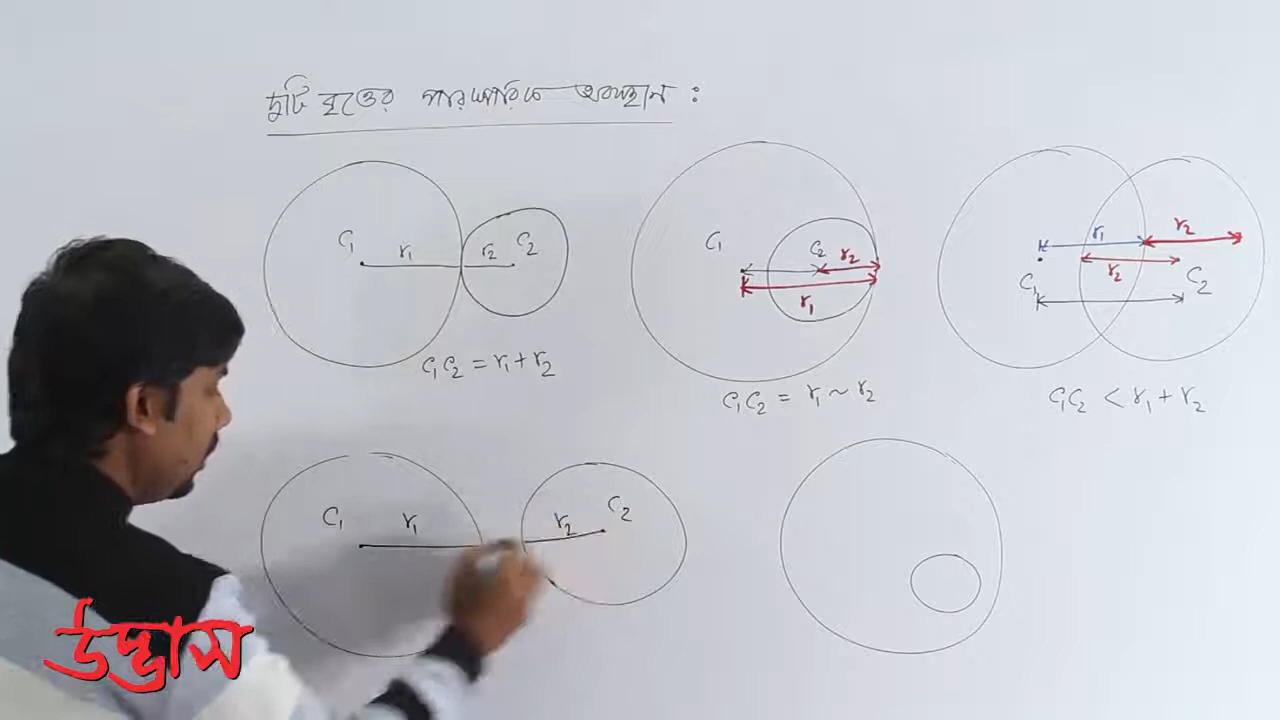 দুটি বৃত্তের পারস্পারিক অবস্থান :
C₁ r₁ r₂ C₂
C₁C₂ = r₁ + r₂
C₁ C₂ r₂
r₁
C₁C₂ = r₁ ~ r₂
r₁ r₂
r₂
C₁ C₂
C₁C₂ < r₁ + r₂
C₁ r₁ r₂ C₂
উদ্ভাস